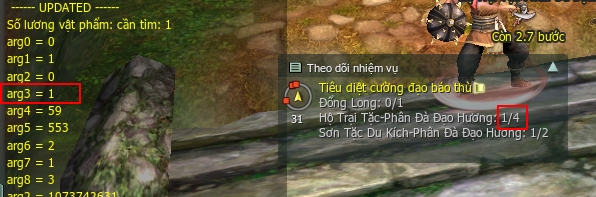 ------ UPDATED ------
Số lương vật phẩm: cần tìm: 1
arg0 = 0
arg1 = 1
arg2 = 0
arg3 = 1
arg4 = 59
arg5 = 553
arg6 = 2
arg7 = 1
arg8 = 3
arg2 = 1073742631
Còn 2.7 bước
Theo dõi nhiệm vụ
Tiêu diệt cường đạo báo thù
Đồng Long: 0/1
31 Hộ Trại Tặc-Phân Đà Đạo Hương: 1/4
Sơn Tặc Du Kích-Phân Đà Đạo Hương: 1/2